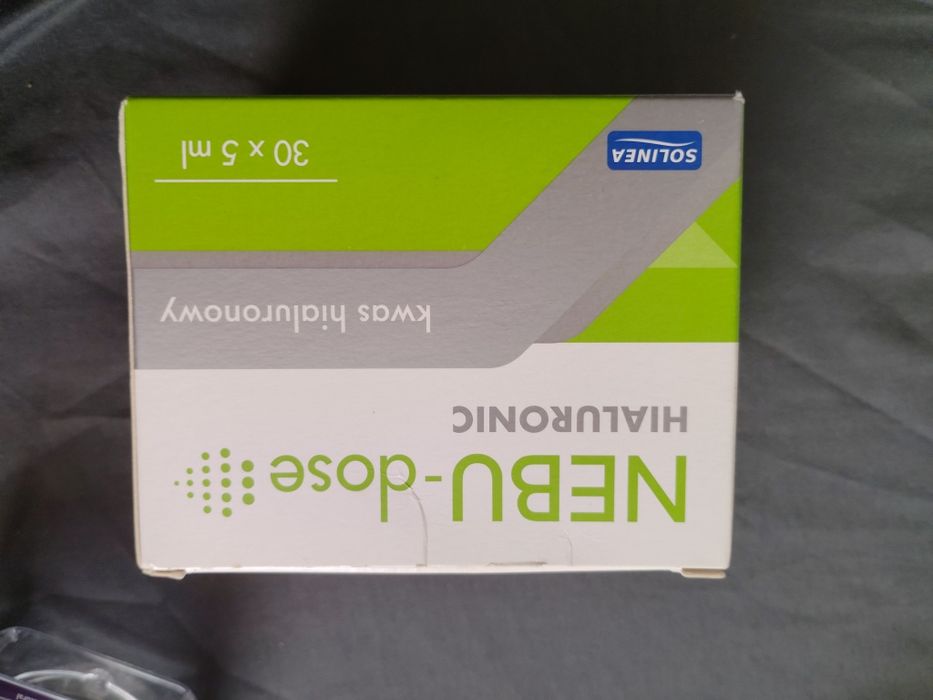 NEBU-dose
HIALURONIC
kwas hialuronowy
30 x 5 ml
SOLINEA